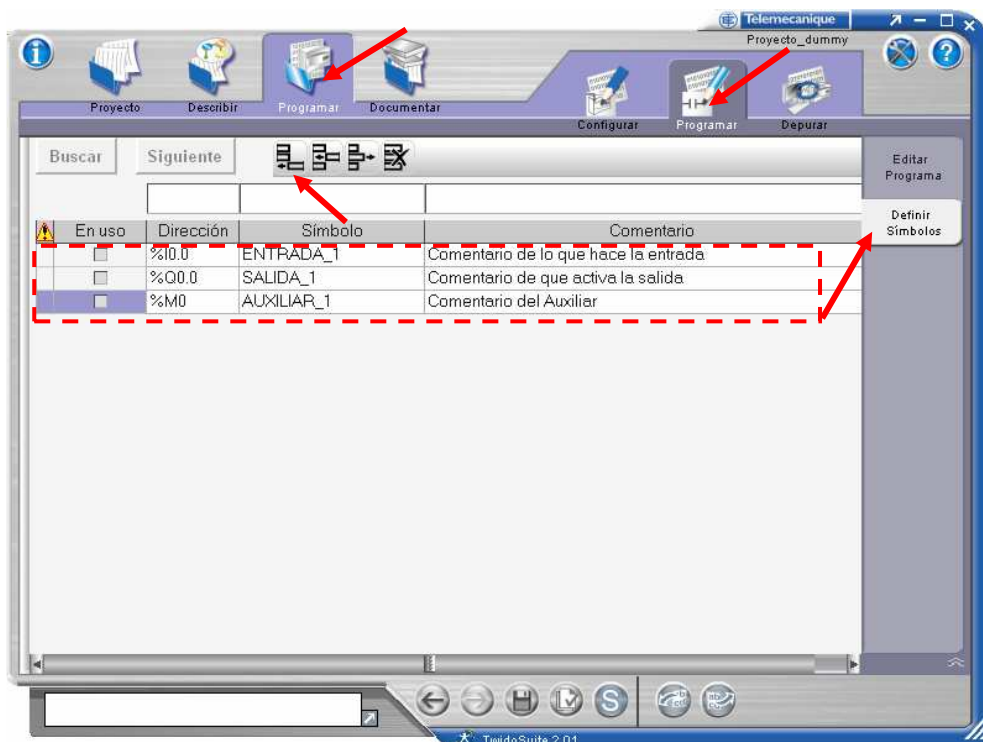 Telemecanique
Proyecto_dummy
Proyecto
Describir
Programar
Documentar
Configurar
Programar
Depurar
Buscar
Siguiente
Editar
Programa
Definir
Símbolos
En uso Dirección Símbolo Comentario
%I0.0 ENTRADA_1 Comentario de lo que hace la entrada
%Q0.0 SALIDA_1 Comentario de que activa la salida
%M0 AUXILIAR_1 Comentario del Auxiliar
TwidoSuite 2.01